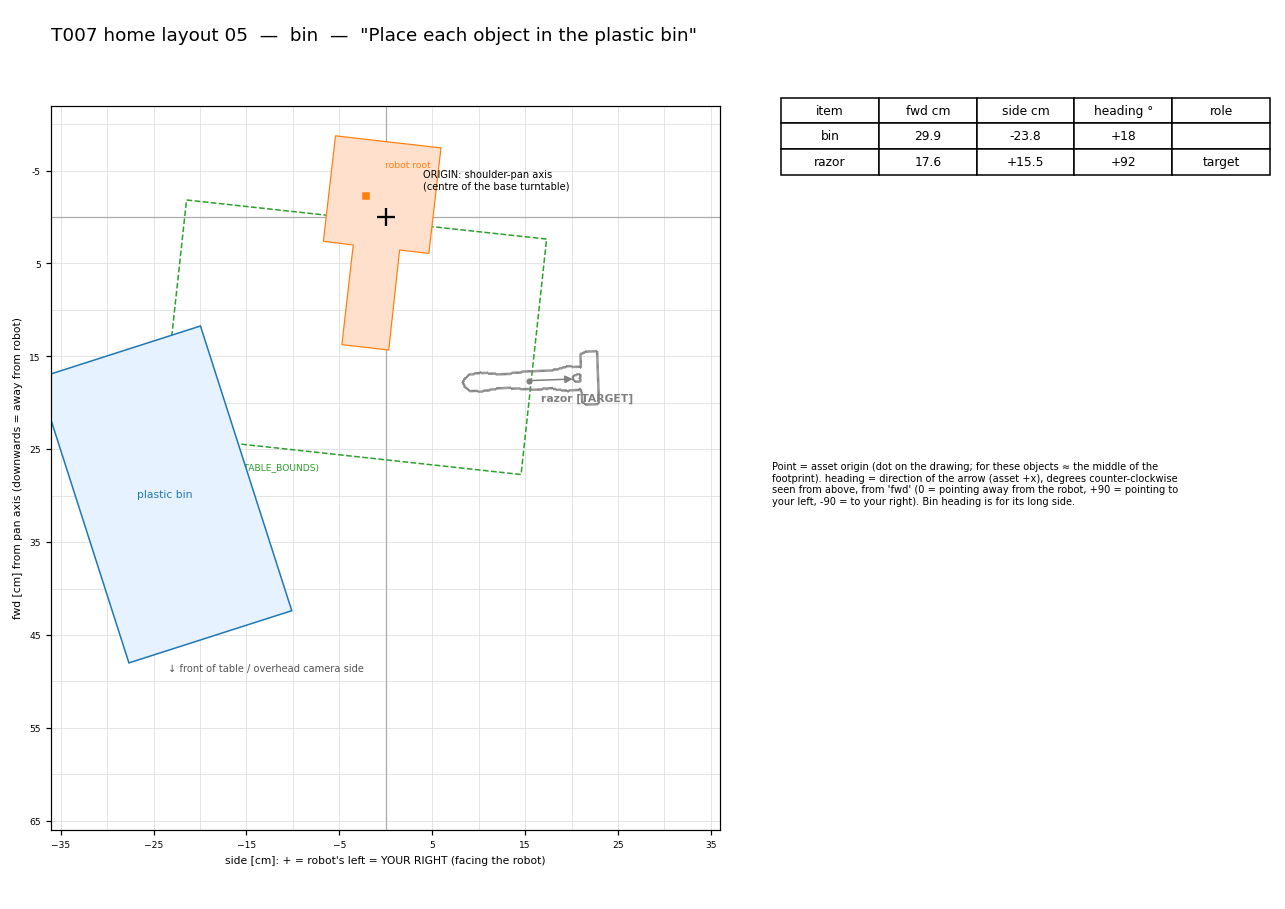 T007 home layout 05 — bin — "Place each object in the plastic bin"
item fwd cm side cm heading ° role
bin 29.9 -23.8 +18
razor 17.6 +15.5 +92 target
robot root
ORIGIN: shoulder-pan axis
(centre of the base turntable)
razor [TARGET]
TABLE_BOUNDS)
plastic bin
↓ front of table / overhead camera side
-5
5
15
25
35
45
55
65
−35 −25 −15 −5 5 15 25 35
fwd [cm] from pan axis (downwards = away from robot)
side [cm]: + = robot's left = YOUR RIGHT (facing the robot)
Point = asset origin (dot on the drawing; for these objects ≈ the middle of the
footprint). heading = direction of the arrow (asset +x), degrees counter-clockwise
seen from above, from 'fwd' (0 = pointing away from the robot, +90 = pointing to
your left, -90 = to your right). Bin heading is for its long side.